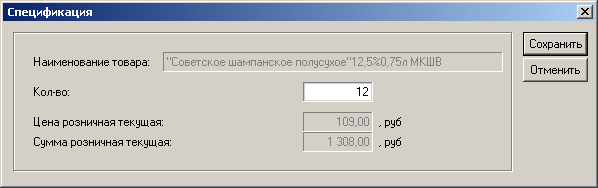 Спецификация
Сохранить
Наименование товара: "Советское шампанское полусухое"12,5%0,75л МКШВ
Отменить
Кол-во: 12
Цена розничная текущая: 109,00 , руб
Сумма розничная текущая: 1 308,00 , руб